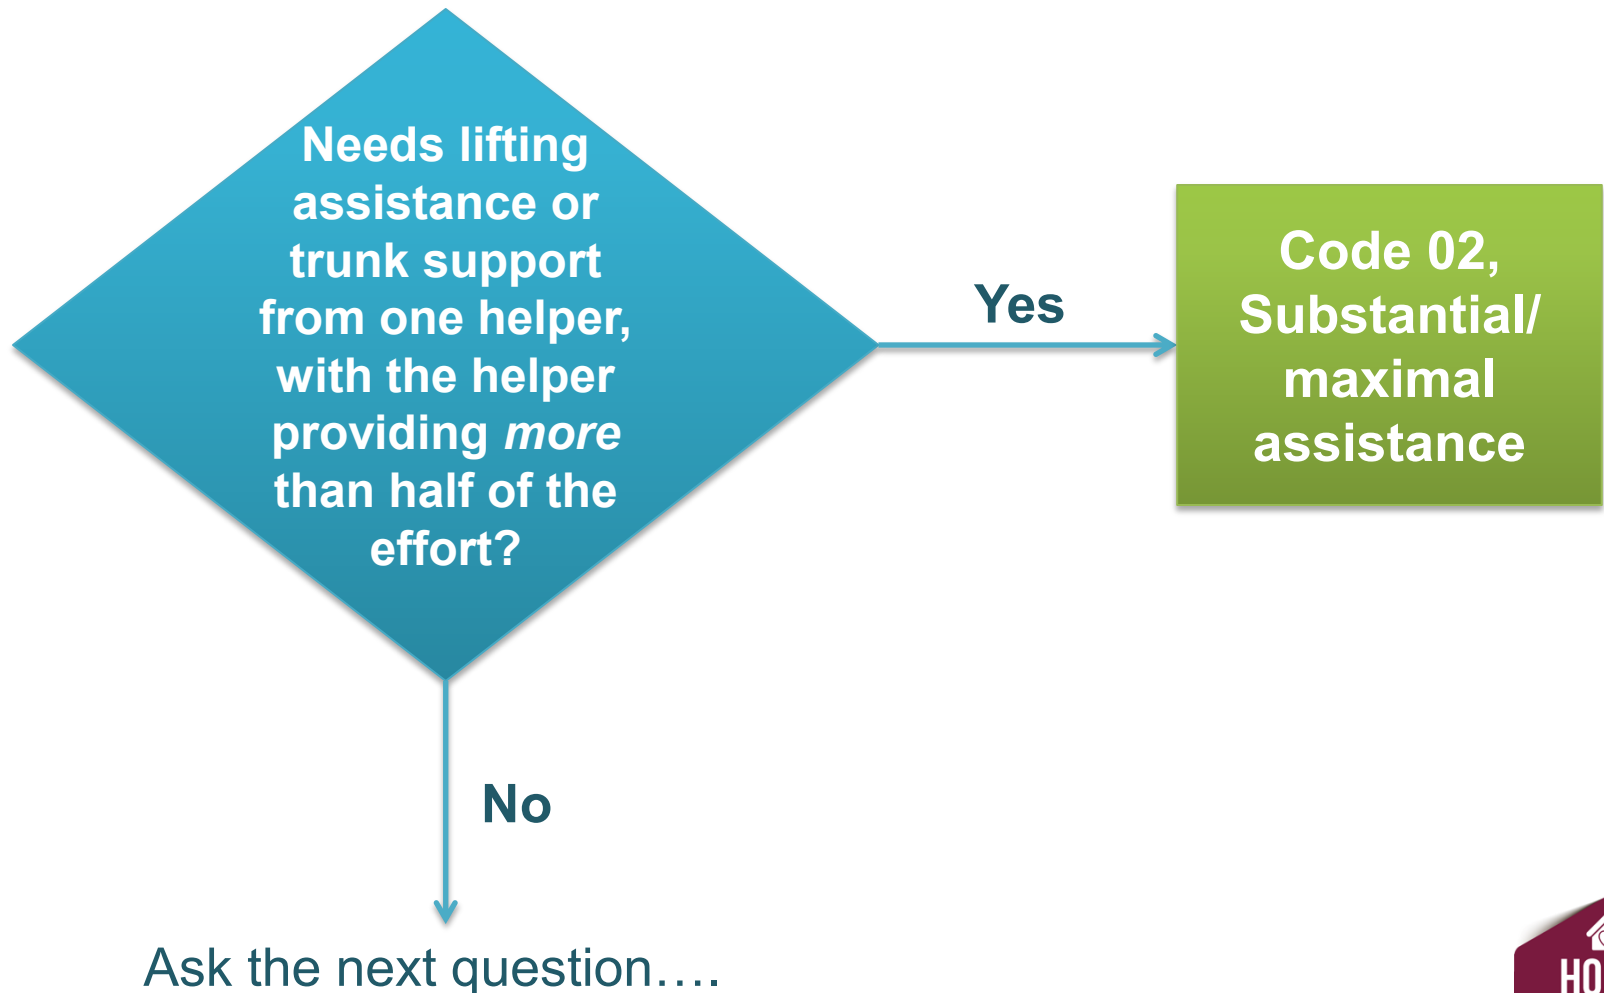 Needs lifting
assistance or
trunk support
from one helper,
with the helper
providing more
than half of the
effort?
Yes
Code 02,
Substantial/
maximal
assistance
No
Ask the next question….